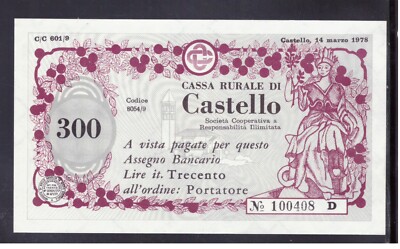 C/C 601/9
Castello, 14 marzo 1978
CASSA RURALE DI
Castello
Codice
8054/9
Società Cooperativa a
Responsabilità Illimitata
300
A vista pagate per questo
Assegno Bancario
Lire it. Trecento
all'ordine: Portatore
№ 100408 D